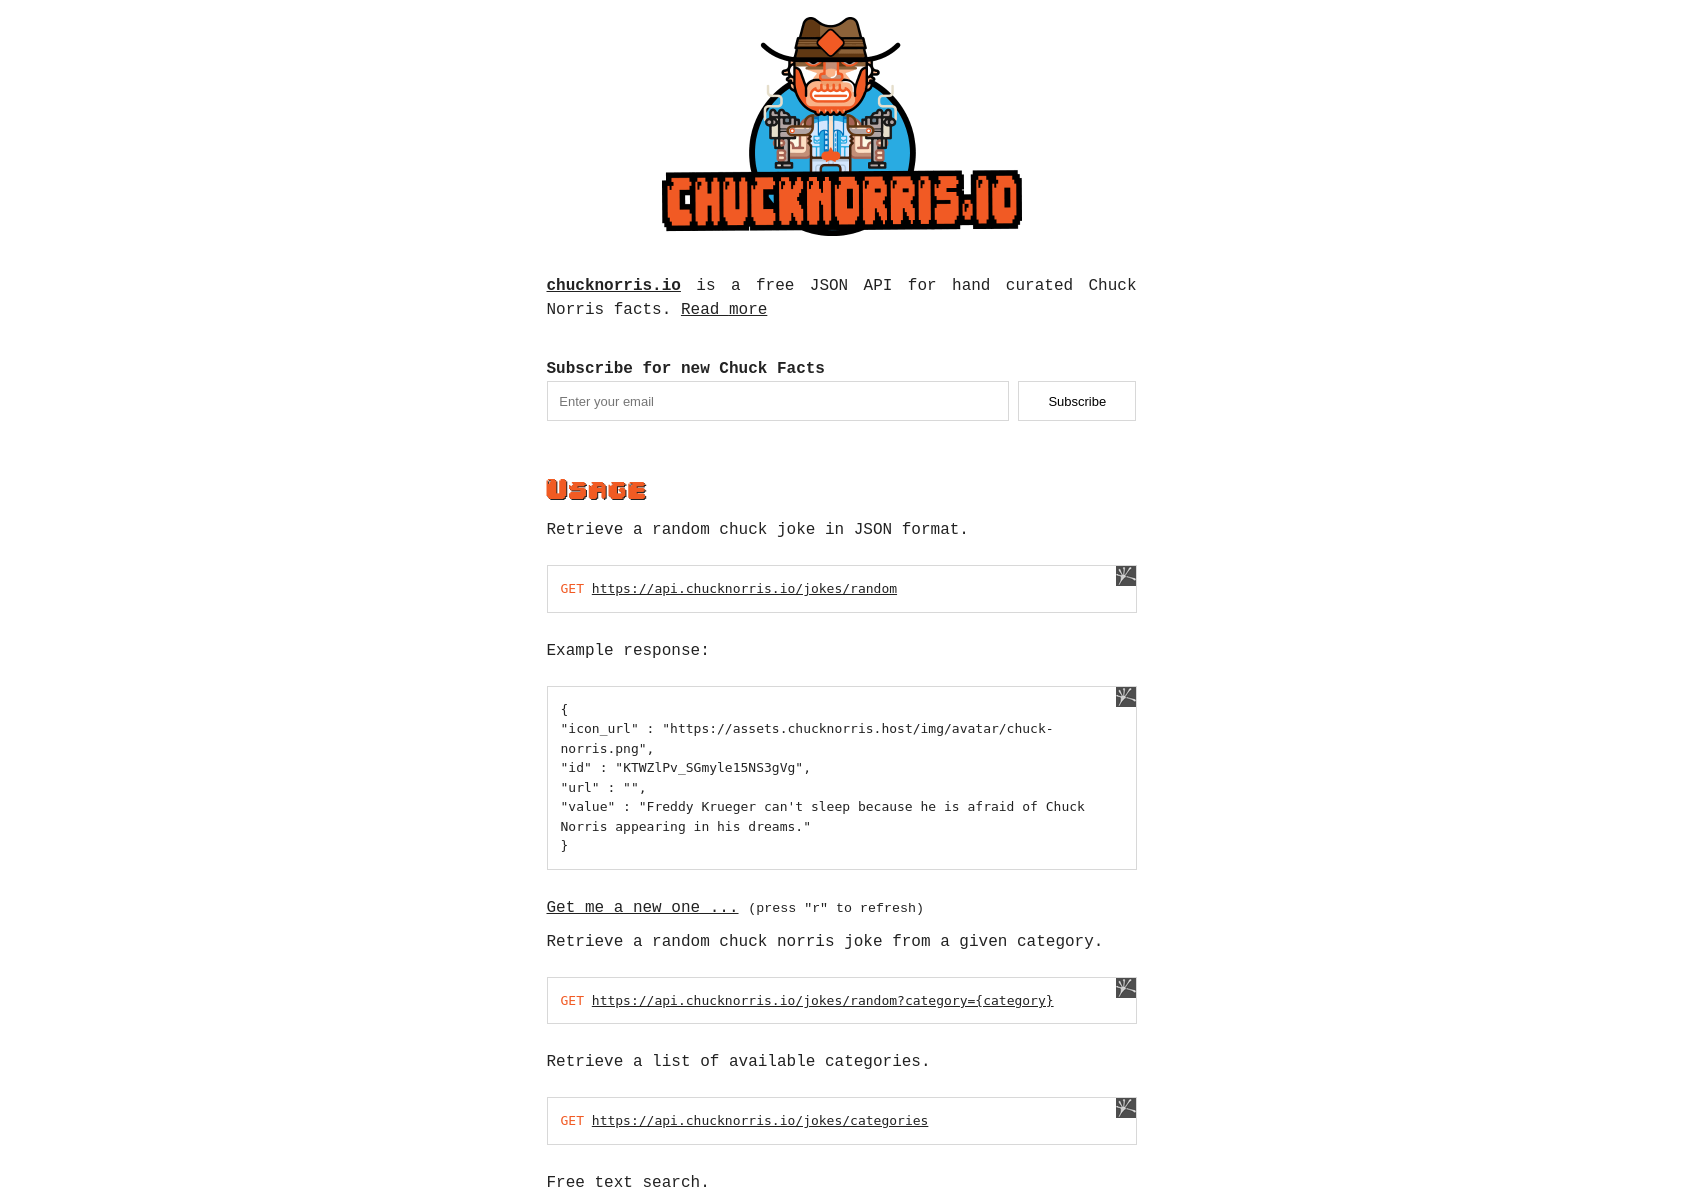 CHUCKNORRIS.IO
chucknorris.io is a free JSON API for hand curated Chuck
Norris facts. Read more
Subscribe for new Chuck Facts
Enter your email
Subscribe
Usage
Retrieve a random chuck joke in JSON format.
GET https://api.chucknorris.io/jokes/random
Example response:
{
"icon_url" : "https://assets.chucknorris.host/img/avatar/chuck-
norris.png",
"id" : "KTWZlPv_SGmyle15NS3gVg",
"url" : "",
"value" : "Freddy Krueger can't sleep because he is afraid of Chuck
Norris appearing in his dreams."
}
Get me a new one ... (press "r" to refresh)
Retrieve a random chuck norris joke from a given category.
GET https://api.chucknorris.io/jokes/random?category={category}
Retrieve a list of available categories.
GET https://api.chucknorris.io/jokes/categories
Free text search.